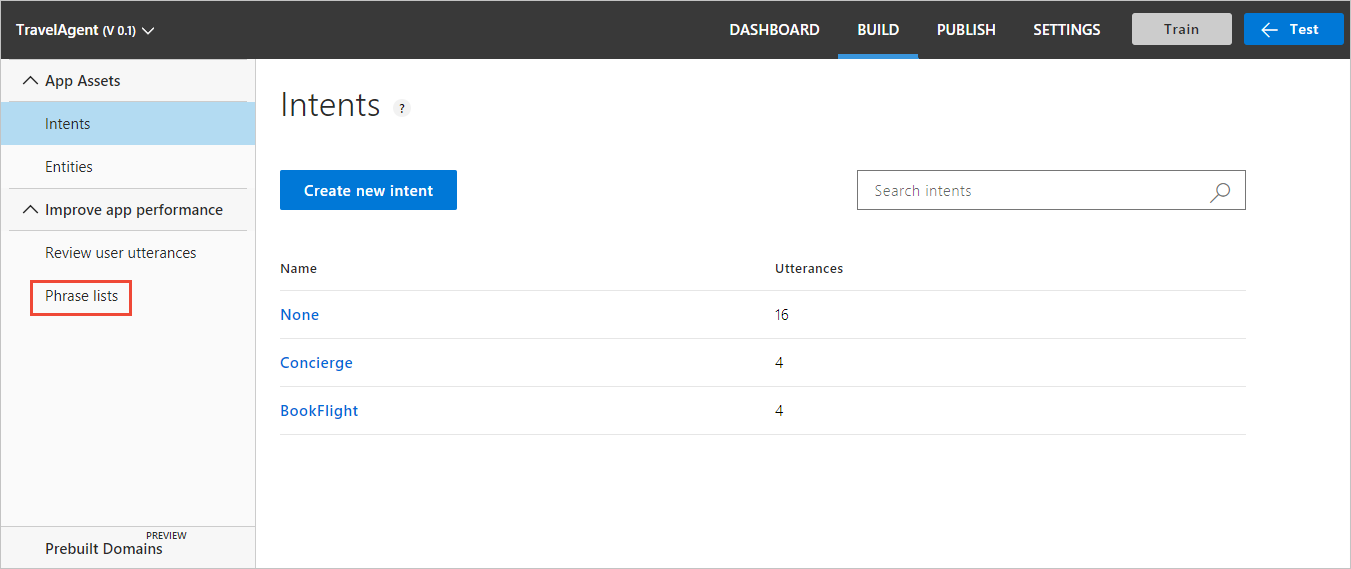 TravelAgent (V 0.1) DASHBOARD BUILD PUBLISH SETTINGS Train Test
App Assets
Intents
Entities
Improve app performance
Review user utterances
Phrase lists
PREVIEW
Prebuilt Domains
Intents ?
Create new intent Search intents
Name Utterances
None 16
Concierge 4
BookFlight 4